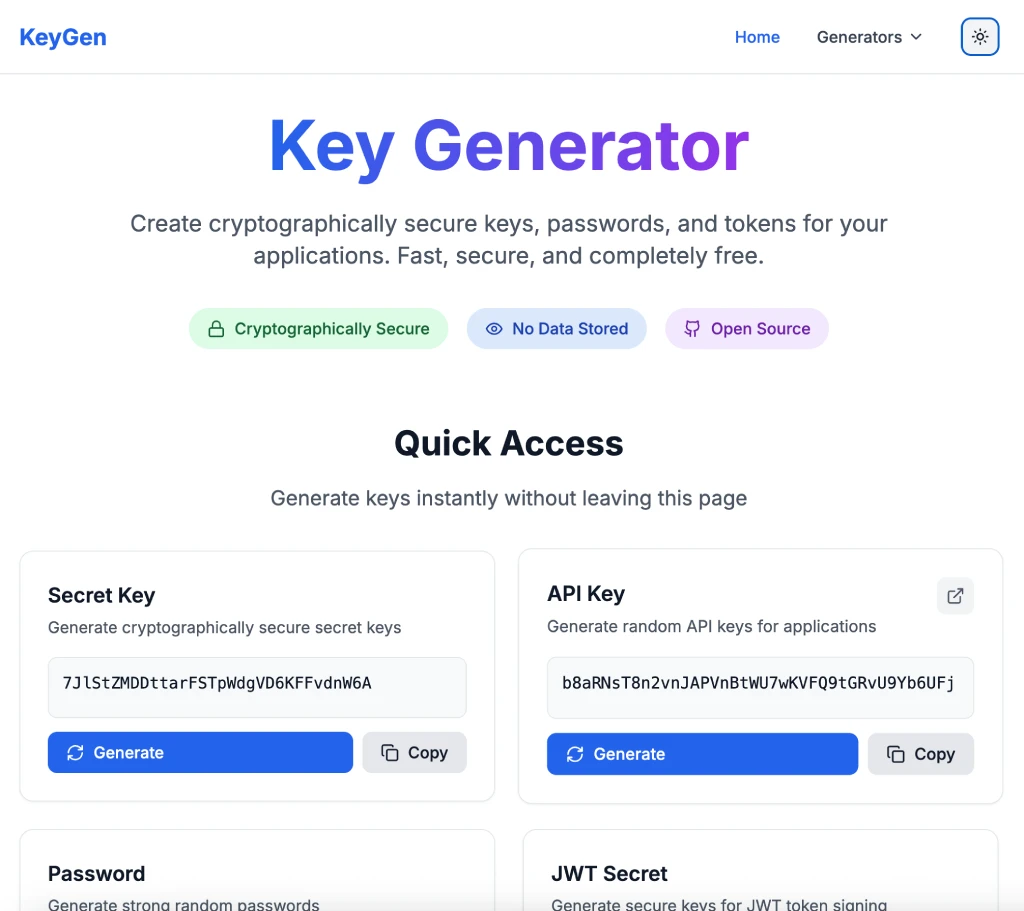 KeyGen
Home
Generators
Key Generator
Create cryptographically secure keys, passwords, and tokens for your
applications. Fast, secure, and completely free.
Cryptographically Secure
No Data Stored
Open Source
Quick Access
Generate keys instantly without leaving this page
Secret Key
Generate cryptographically secure secret keys
7JlStZMDDttarFSTpWdgVD6KFFvdnW6A
Generate
Copy
API Key
Generate random API keys for applications
b8aRNsT8n2vnJAPVnBtWU7wKVFQ9tGRvU9Yb6UFj
Generate
Copy
Password
Generate strong random passwords
JWT Secret
Generate secure keys for JWT token signing